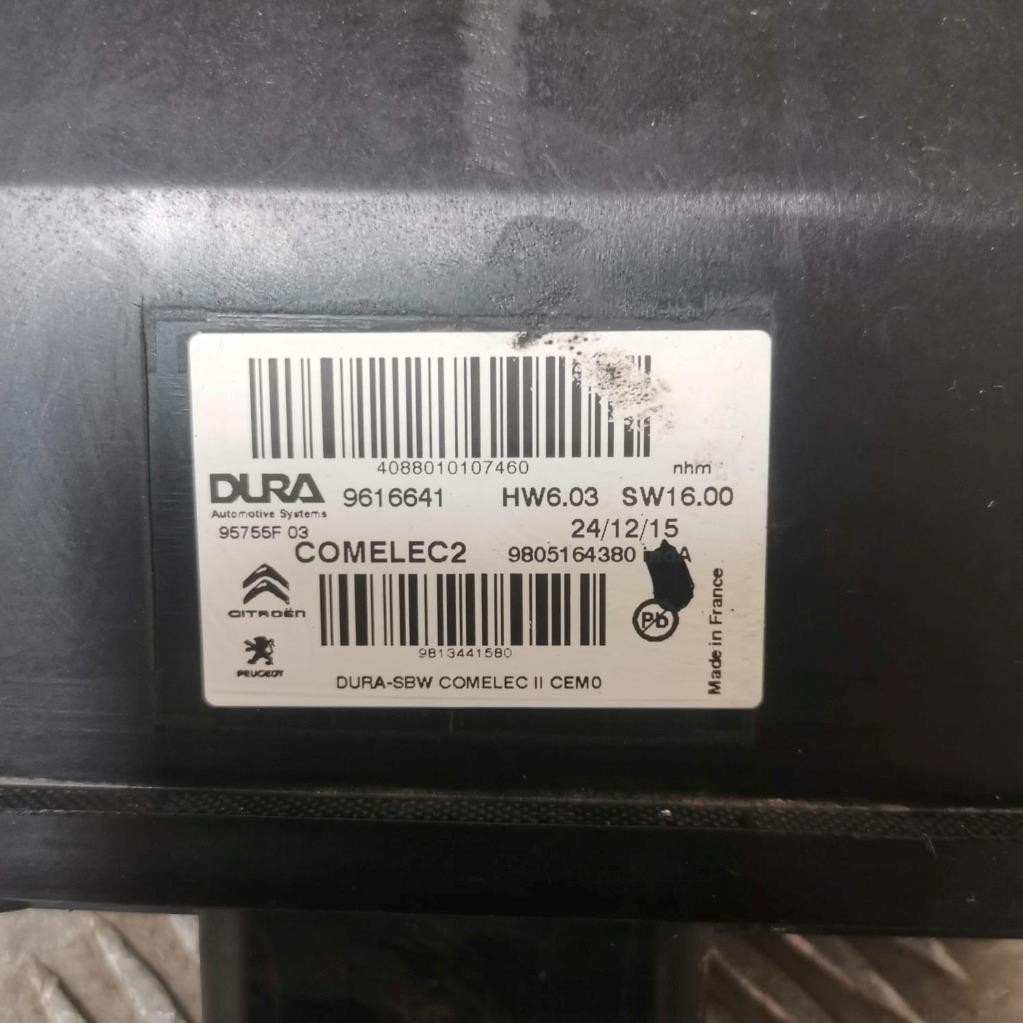 4088010107460
nhm
DURA 9616641 HW6.03 SW16.00
Automotive Systems
95755F 03 24/12/15
COMELEC2 9805164380
CITROËN
Pb
Made in France
PEUGEOT
9813441580
DURA-SBW COMELEC II CEM0